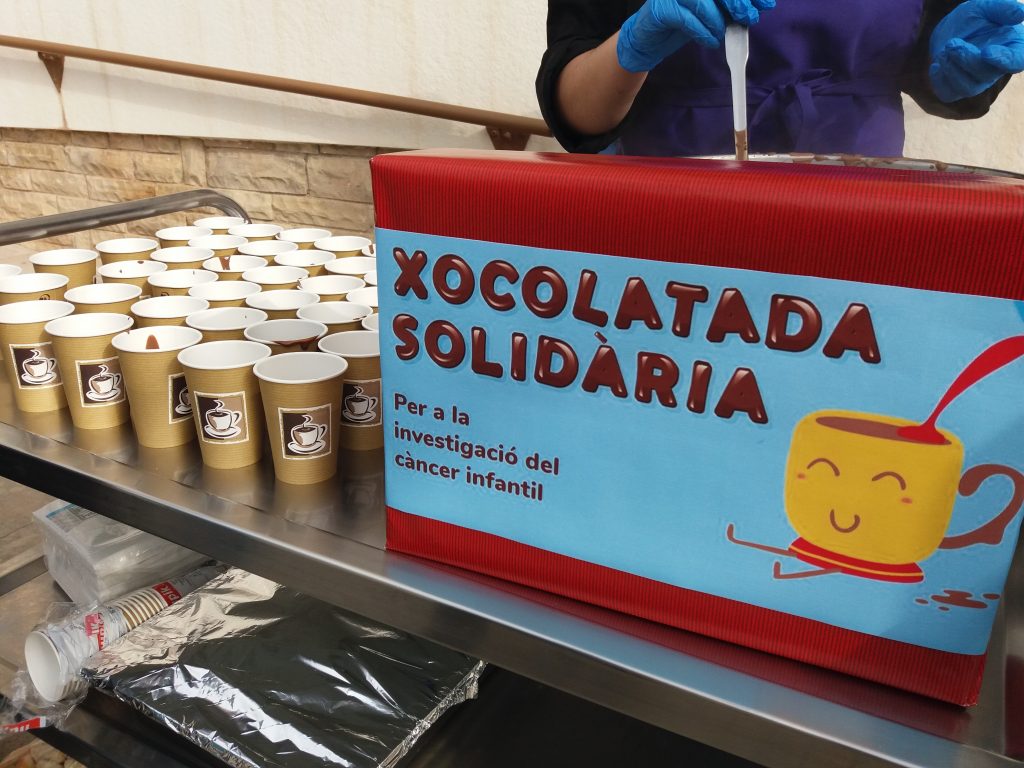 XOCOLATADA
SOLIDÀRIA
Per a la
investigació del
càncer infantil